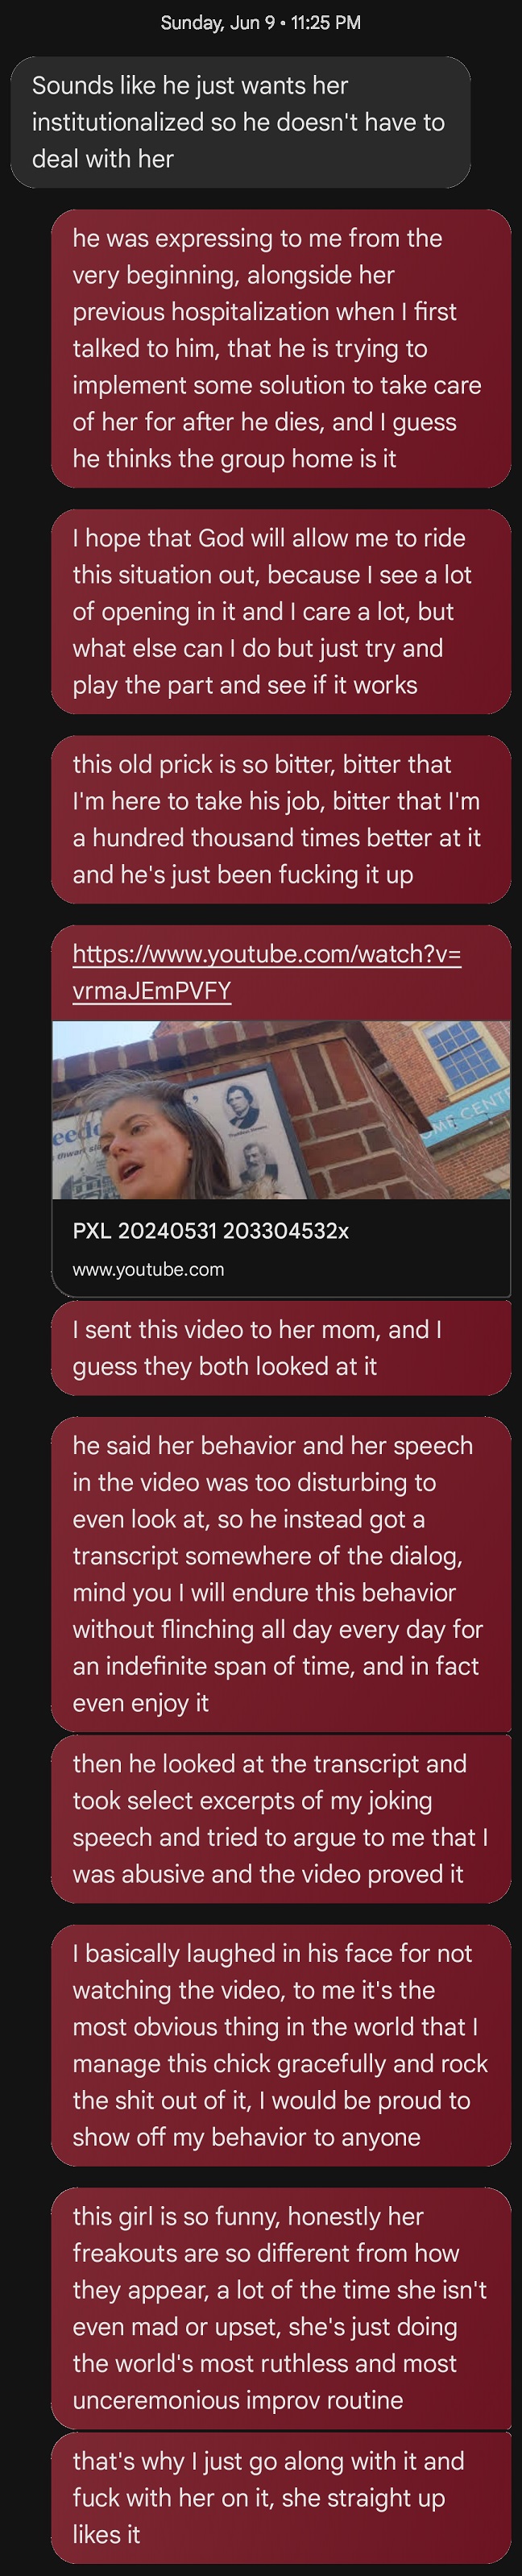 Sunday, Jun 9 • 11:25 PM
Sounds like he just wants her
institutionalized so he doesn't have to
deal with her
he was expressing to me from the
very beginning, alongside her
previous hospitalization when I first
talked to him, that he is trying to
implement some solution to take care
of her for after he dies, and I guess
he thinks the group home is it
I hope that God will allow me to ride
this situation out, because I see a lot
of opening in it and I care a lot, but
what else can I do but just try and
play the part and see if it works
this old prick is so bitter, bitter that
I'm here to take his job, bitter that I'm
a hundred thousand times better at it
and he's just been fucking it up
https://www.youtube.com/watch?v=
vrmaJEmPVFY
OME CENTE
PXL 20240531 203304532x
www.youtube.com
I sent this video to her mom, and I
guess they both looked at it
he said her behavior and her speech
in the video was too disturbing to
even look at, so he instead got a
transcript somewhere of the dialog,
mind you I will endure this behavior
without flinching all day every day for
an indefinite span of time, and in fact
even enjoy it
then he looked at the transcript and
took select excerpts of my joking
speech and tried to argue to me that I
was abusive and the video proved it
I basically laughed in his face for not
watching the video, to me it's the
most obvious thing in the world that I
manage this chick gracefully and rock
the shit out of it, I would be proud to
show off my behavior to anyone
this girl is so funny, honestly her
freakouts are so different from how
they appear, a lot of the time she isn't
even mad or upset, she's just doing
the world's most ruthless and most
unceremonious improv routine
that's why I just go along with it and
fuck with her on it, she straight up
likes it